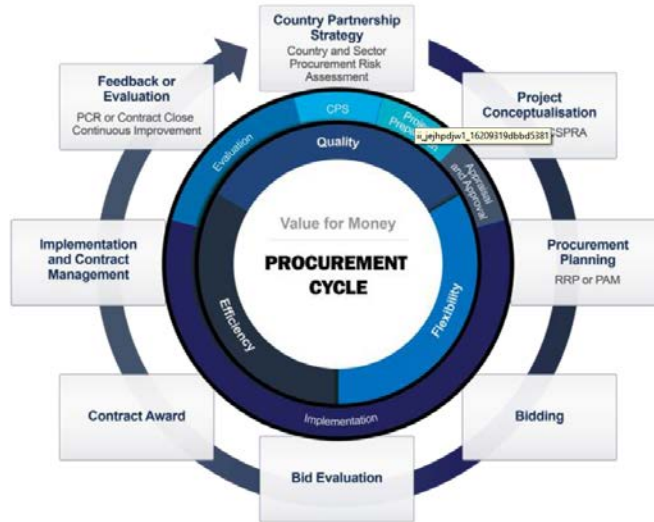 Country Partnership
Strategy
Country and Sector
Procurement Risk
Assessment
Project
Conceptualisation
SPRA
Procurement
Planning
RRP or PAM
Bidding
Bid Evaluation
Contract Award
Implementation
and Contract
Management
Feedback or
Evaluation
PCR or Contract Close
Continuous Improvement
CPS
Appraisal
and Approval
Implementation
Evaluation
Quality
Flexibility
Efficiency
Value for Money
PROCUREMENT
CYCLE